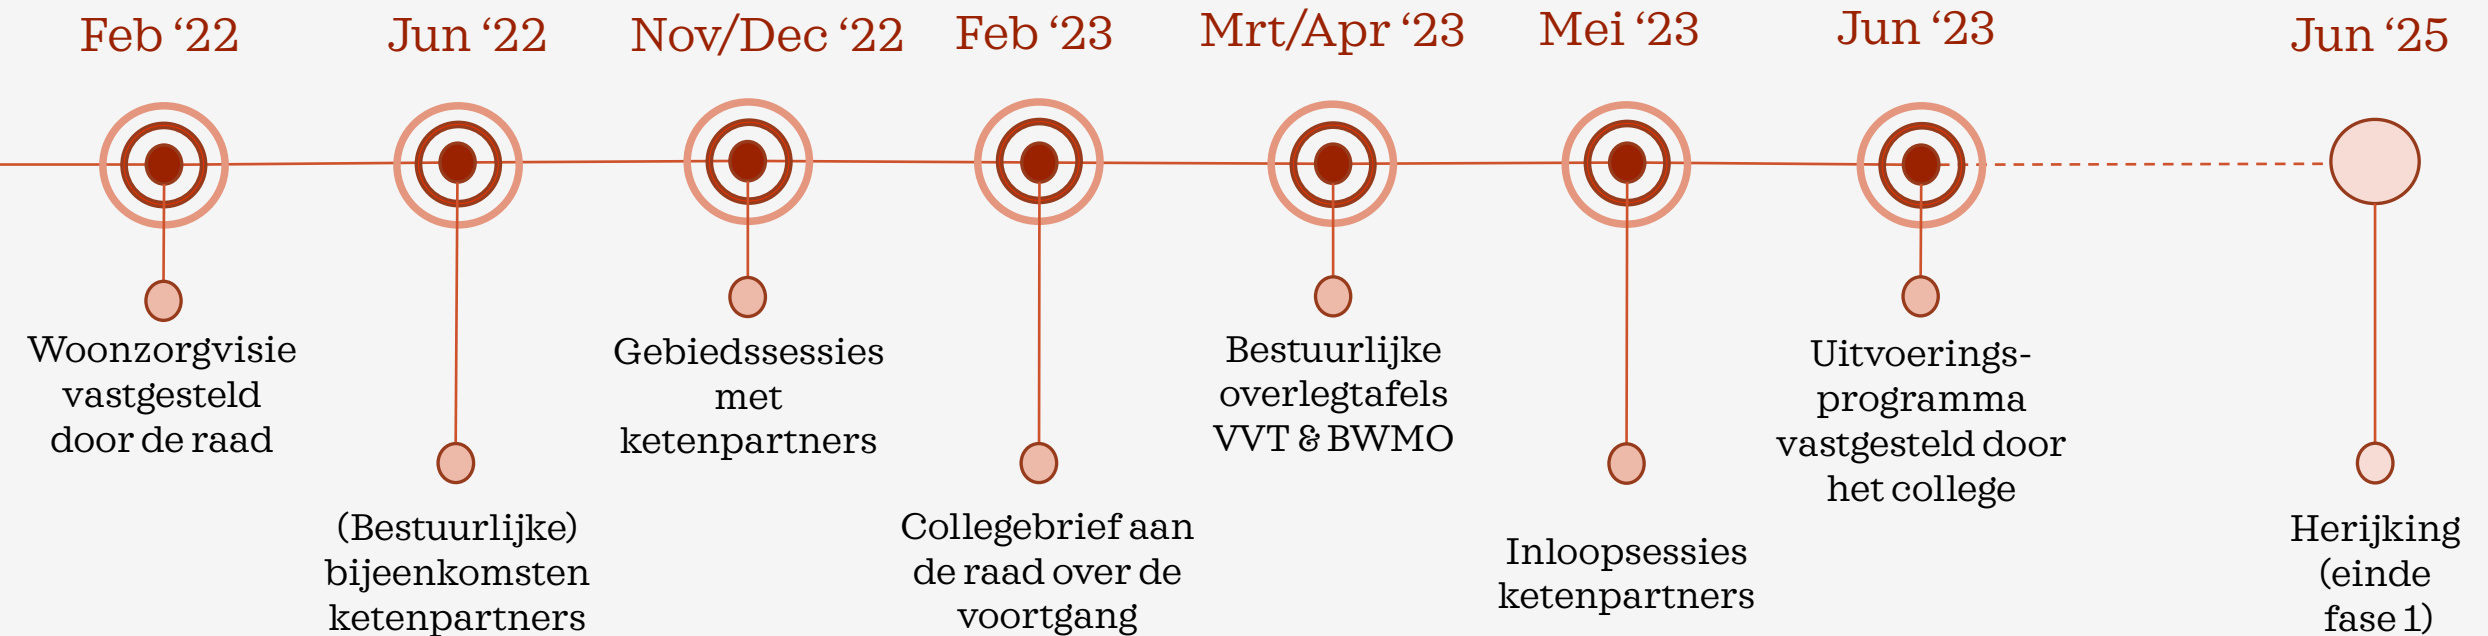 Feb ‘22
Woonzorgvisie
vastgesteld
door de raad
Jun ‘22
(Bestuurlijke)
bijeenkomsten
ketenpartners
Nov/Dec ‘22
Gebiedssessies
met
ketenpartners
Feb ‘23
Collegebrief aan
de raad over de
voortgang
Mrt/Apr ‘23
Bestuurlijke
overlegtafels
VVT & BWMO
Mei ‘23
Inloopsessies
ketenpartners
Jun ‘23
Uitvoerings-
programma
vastgesteld door
het college
Jun ‘25
Herijking
(einde
fase 1)